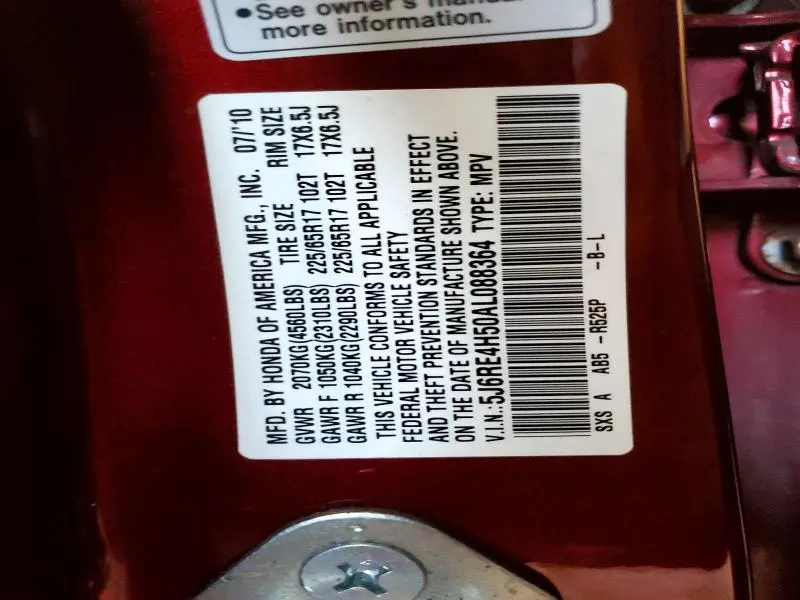 •See owner's manual
more information.
MFD. BY HONDA OF AMERICA MFG., INC. 07/'10
GVWR 2070KG(4560LBS) TIRE SIZE RIM SIZE
GAWR F 1050KG(2310LBS) 225/65R17 102T 17X6.5J
GAWR R 1040KG(2290LBS) 225/65R17 102T 17X6.5J
THIS VEHICLE CONFORMS TO ALL APPLICABLE
FEDERAL MOTOR VEHICLE SAFETY
AND THEFT PREVENTION STANDARDS IN EFFECT
ON THE DATE OF MANUFACTURE SHOWN ABOVE.
V.I.N.:5J6RE4H50AL088364 TYPE: MPV
SXS A AB5 -R525P -B-L